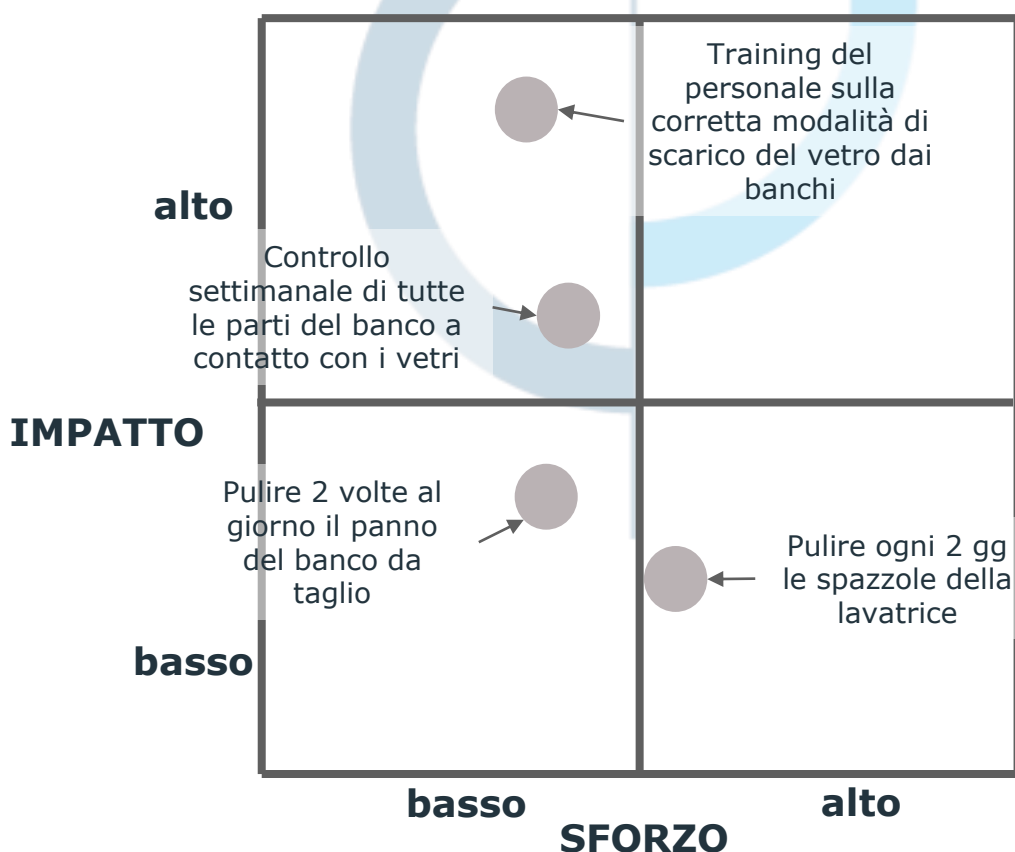 Training del
personale sulla
corretta modalità di
scarico del vetro dai
banchi
alto
Controllo
settimanale di tutte
le parti del banco a
contatto con i vetri
IMPATTO
Pulire 2 volte al
giorno il panno
del banco da
taglio
Pulire ogni 2 gg
le spazzole della
lavatrice
basso
basso
alto
SFORZO